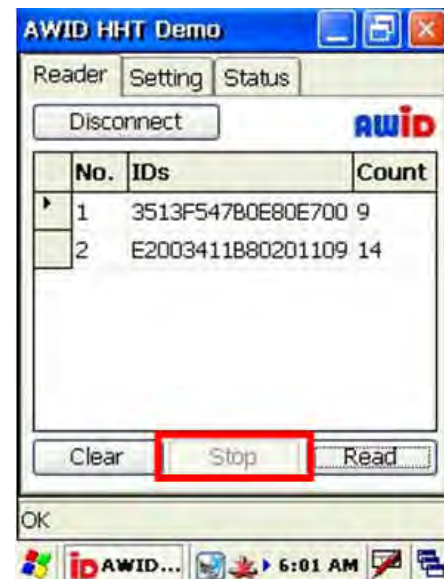 AWID HHT Demo
Reader Setting Status
Disconnect
AWiD
No. IDs Count
1 3513F547B0E80E700 9
2 E2003411B80201109 14
Clear Stop Read
OK
iD AWID... 6:01 AM